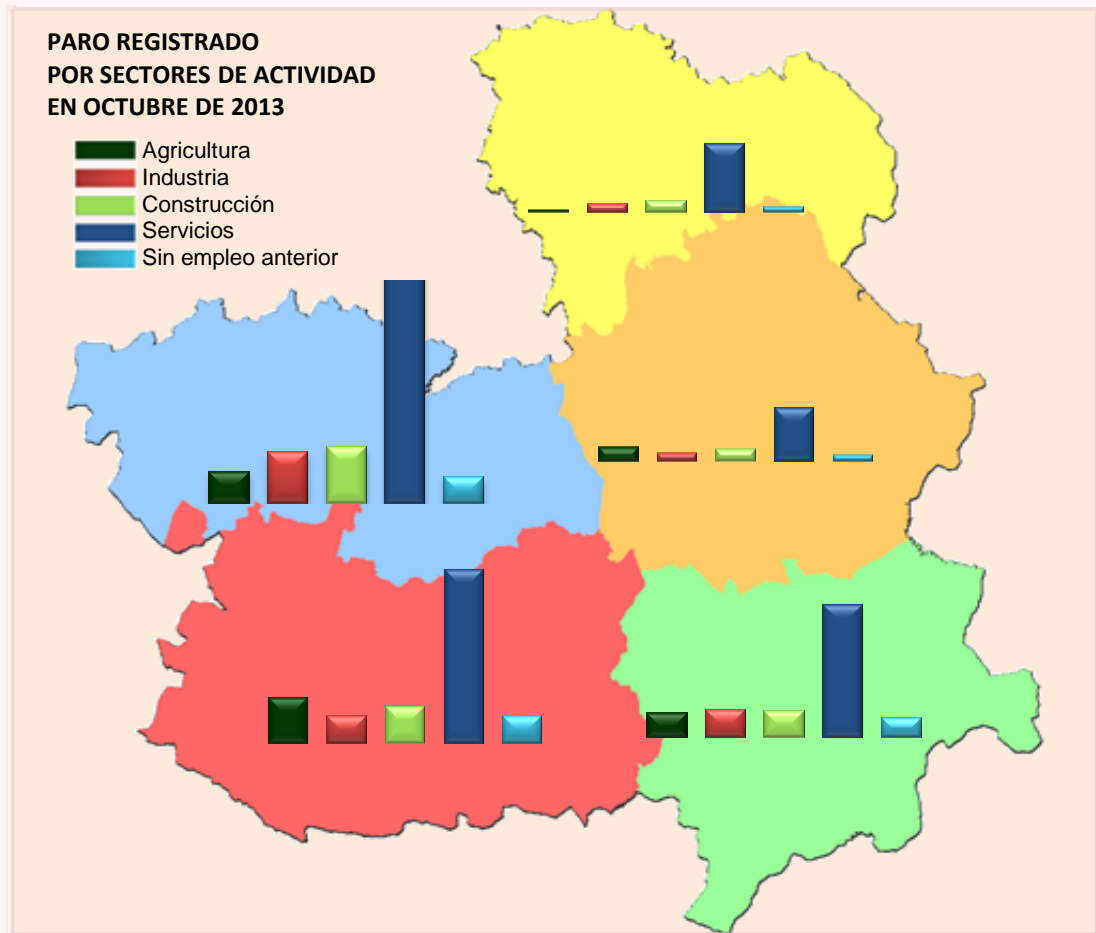 PARO REGISTRADO
POR SECTORES DE ACTIVIDAD
EN OCTUBRE DE 2013
Agricultura
Industria
Construcción
Servicios
Sin empleo anterior